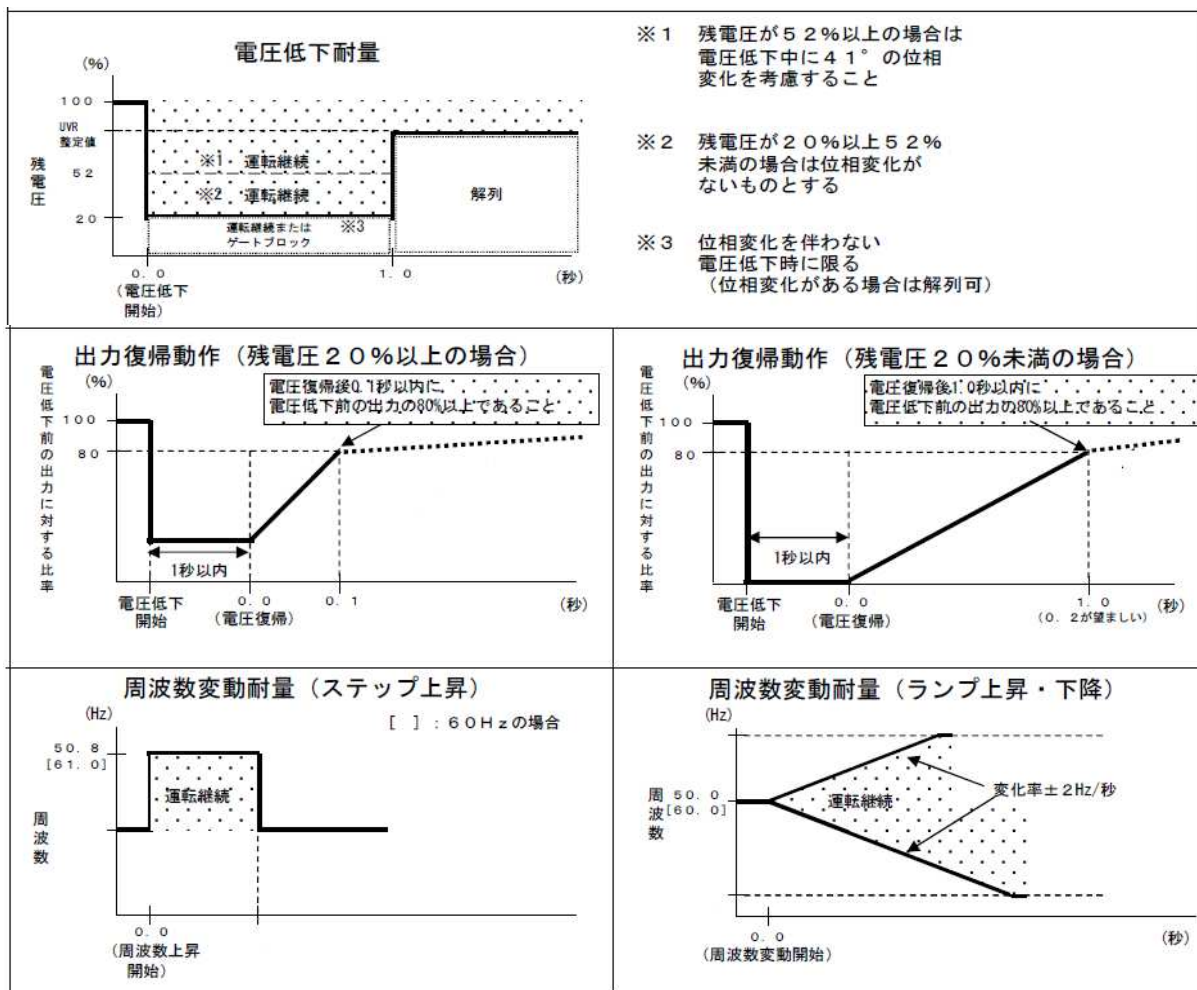 電圧低下耐量
(%)
100
UVR
整定値
52
20
残電圧
※1 運転継続
※2 運転継続
運転継続または
ゲートブロック
※3
解列
0.0
(電圧低下
開始)
1.0
(秒)
※1 残電圧が52%以上の場合は
電圧低下中に41°の位相
変化を考慮すること
※2 残電圧が20%以上52%
未満の場合は位相変化が
ないものとする
※3 位相変化を伴わない
電圧低下時に限る
(位相変化がある場合は解列可)
出力復帰動作(残電圧20%以上の場合)
(%)
電圧復帰後0.1秒以内に
電圧低下前の出力の80%以上であること
100
80
電圧低下前の出力に対する比率
1秒以内
電圧低下
開始
0.0
(電圧復帰)
0.1
(秒)
出力復帰動作(残電圧20%未満の場合)
(%)
電圧復帰後1.0秒以内に
電圧低下前の出力の80%以上であること
100
80
電圧低下前の出力に対する比率
1秒以内
電圧低下
開始
0.0
(電圧復帰)
1.0
(0.2が望ましい)
(秒)
周波数変動耐量(ステップ上昇)
(Hz)
[ ]:60Hzの場合
50.8
[61.0]
運転継続
周波数
0.0
(周波数上昇
開始)
周波数変動耐量(ランプ上昇・下降)
(Hz)
50.0
[60.0]
周波数
運転継続
変化率±2Hz/秒
0.0
(周波数変動開始)
(秒)